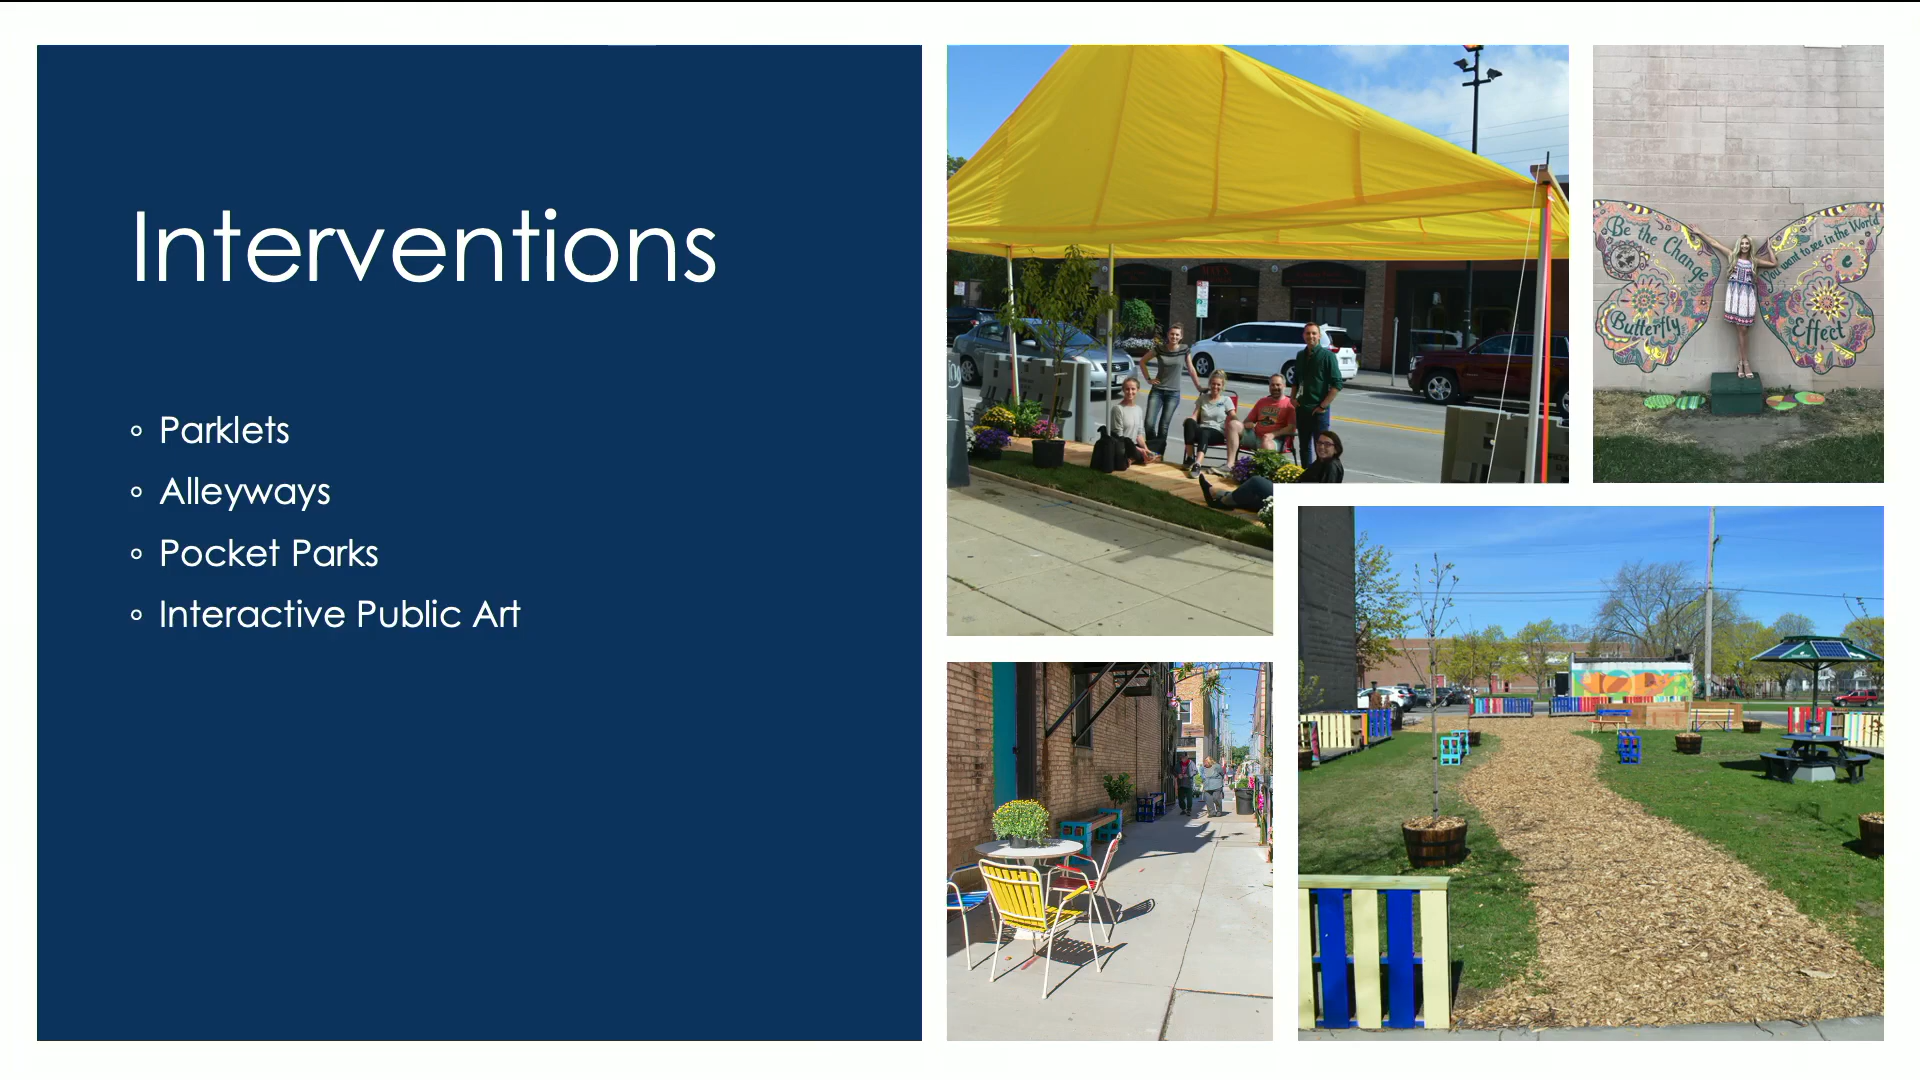 Interventions
Parklets
Alleyways
Pocket Parks
Interactive Public Art
Be the Change
You want to see in the World
Butterfly
Effect